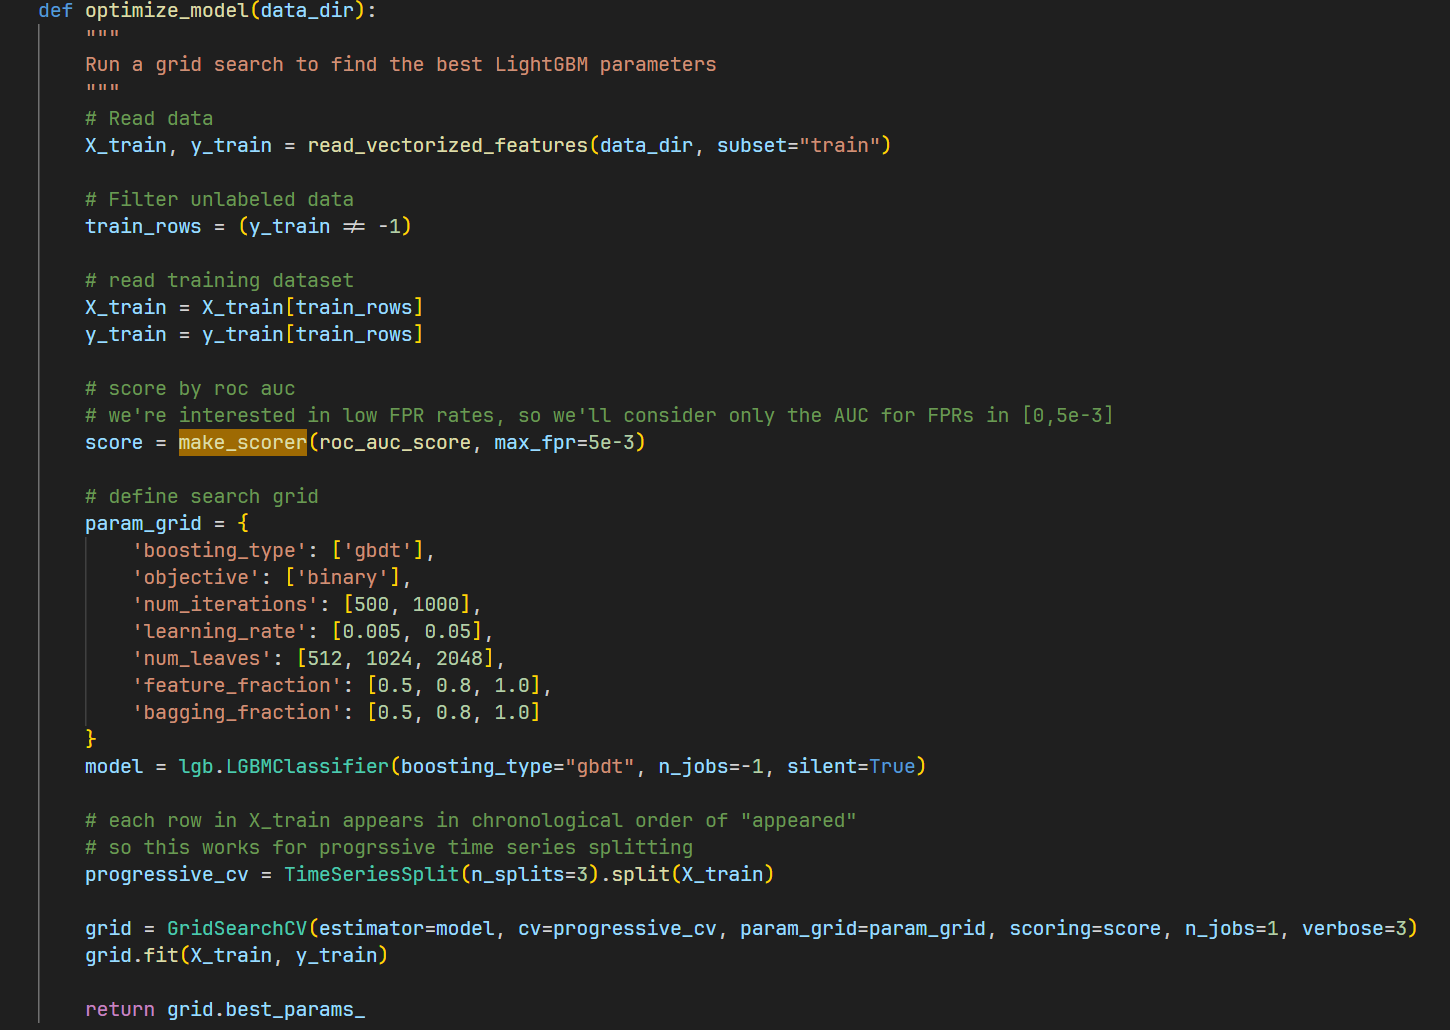 def optimize_model(data_dir):
    """
    Run a grid search to find the best LightGBM parameters
    """
    # Read data
    X_train, y_train = read_vectorized_features(data_dir, subset="train")

    # Filter unlabeled data
    train_rows = (y_train != -1)

    # read training dataset
    X_train = X_train[train_rows]
    y_train = y_train[train_rows]

    # score by roc auc
    # we're interested in low FPR rates, so we'll consider only the AUC for FPRs in [0,5e-3]
    score = make_scorer(roc_auc_score, max_fpr=5e-3)

    # define search grid
    param_grid = {
        'boosting_type': ['gbdt'],
        'objective': ['binary'],
        'num_iterations': [500, 1000],
        'learning_rate': [0.005, 0.05],
        'num_leaves': [512, 1024, 2048],
        'feature_fraction': [0.5, 0.8, 1.0],
        'bagging_fraction': [0.5, 0.8, 1.0]
    }
    model = lgb.LGBMClassifier(boosting_type="gbdt", n_jobs=-1, silent=True)

    # each row in X_train appears in chronological order of "appeared"
    # so this works for progrssive time series splitting
    progressive_cv = TimeSeriesSplit(n_splits=3).split(X_train)

    grid = GridSearchCV(estimator=model, cv=progressive_cv, param_grid=param_grid, scoring=score, n_jobs=1, verbose=3)
    grid.fit(X_train, y_train)

    return grid.best_params_